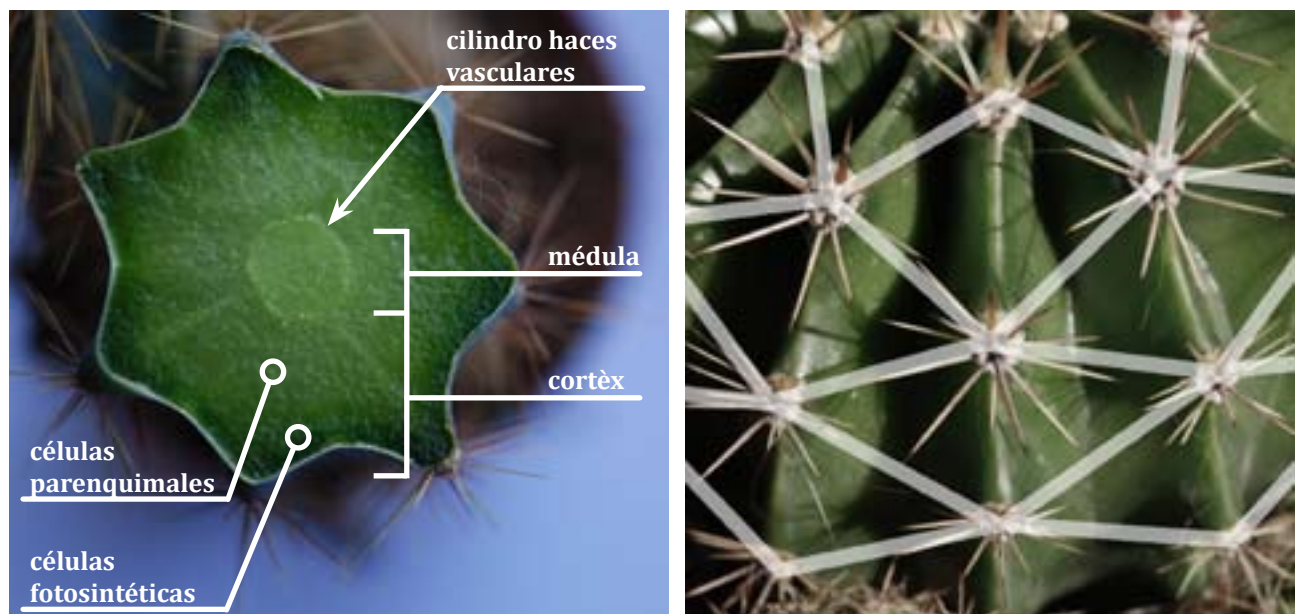 cilindro haces
vasculares
médula
cortèx
células
parenquimales
células
fotosintéticas